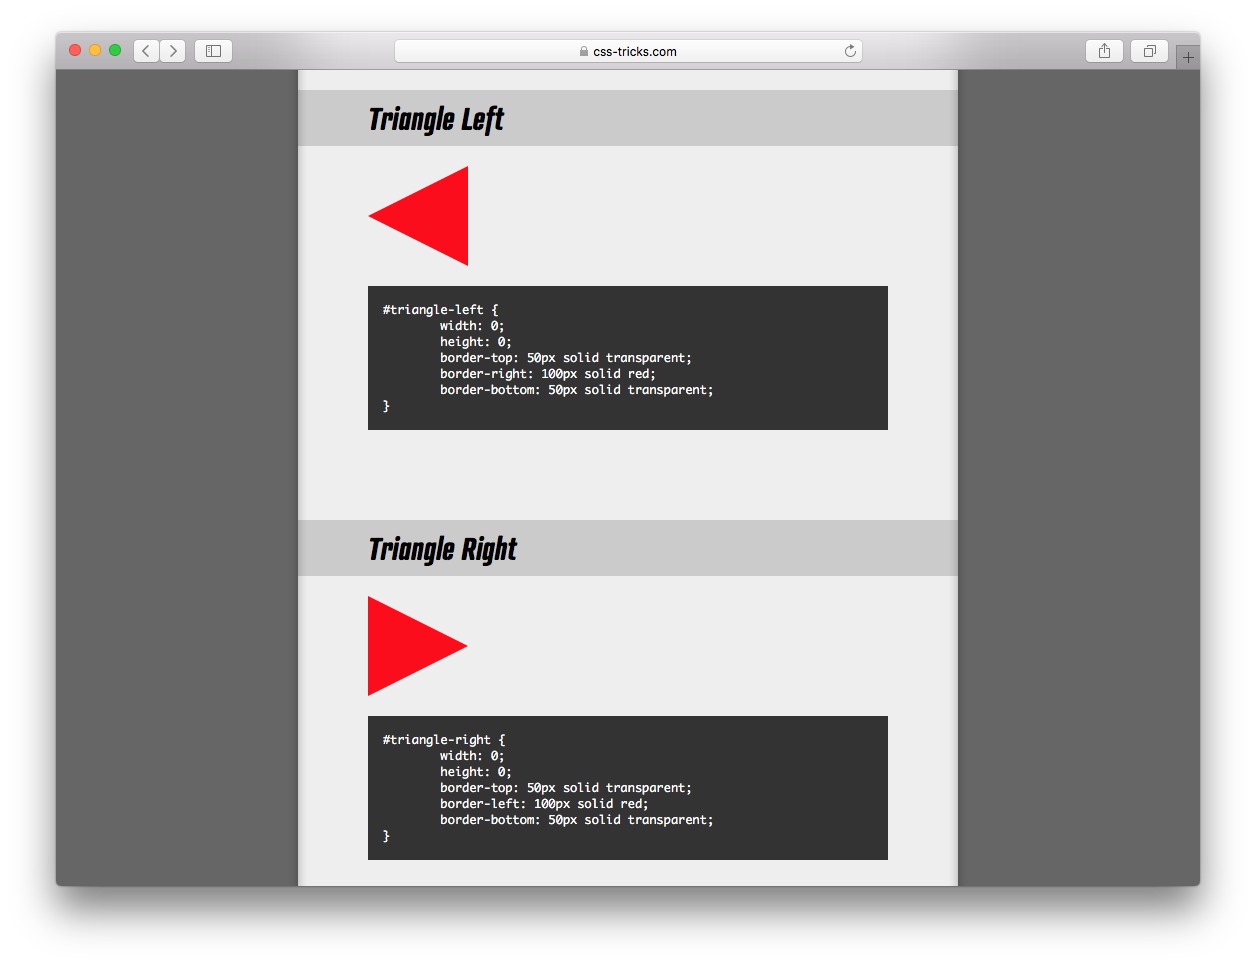 css-tricks.com
Triangle Left
#triangle-left {
width: 0;
height: 0;
border-top: 50px solid transparent;
border-right: 100px solid red;
border-bottom: 50px solid transparent;
}
Triangle Right
#triangle-right {
width: 0;
height: 0;
border-top: 50px solid transparent;
border-left: 100px solid red;
border-bottom: 50px solid transparent;
}